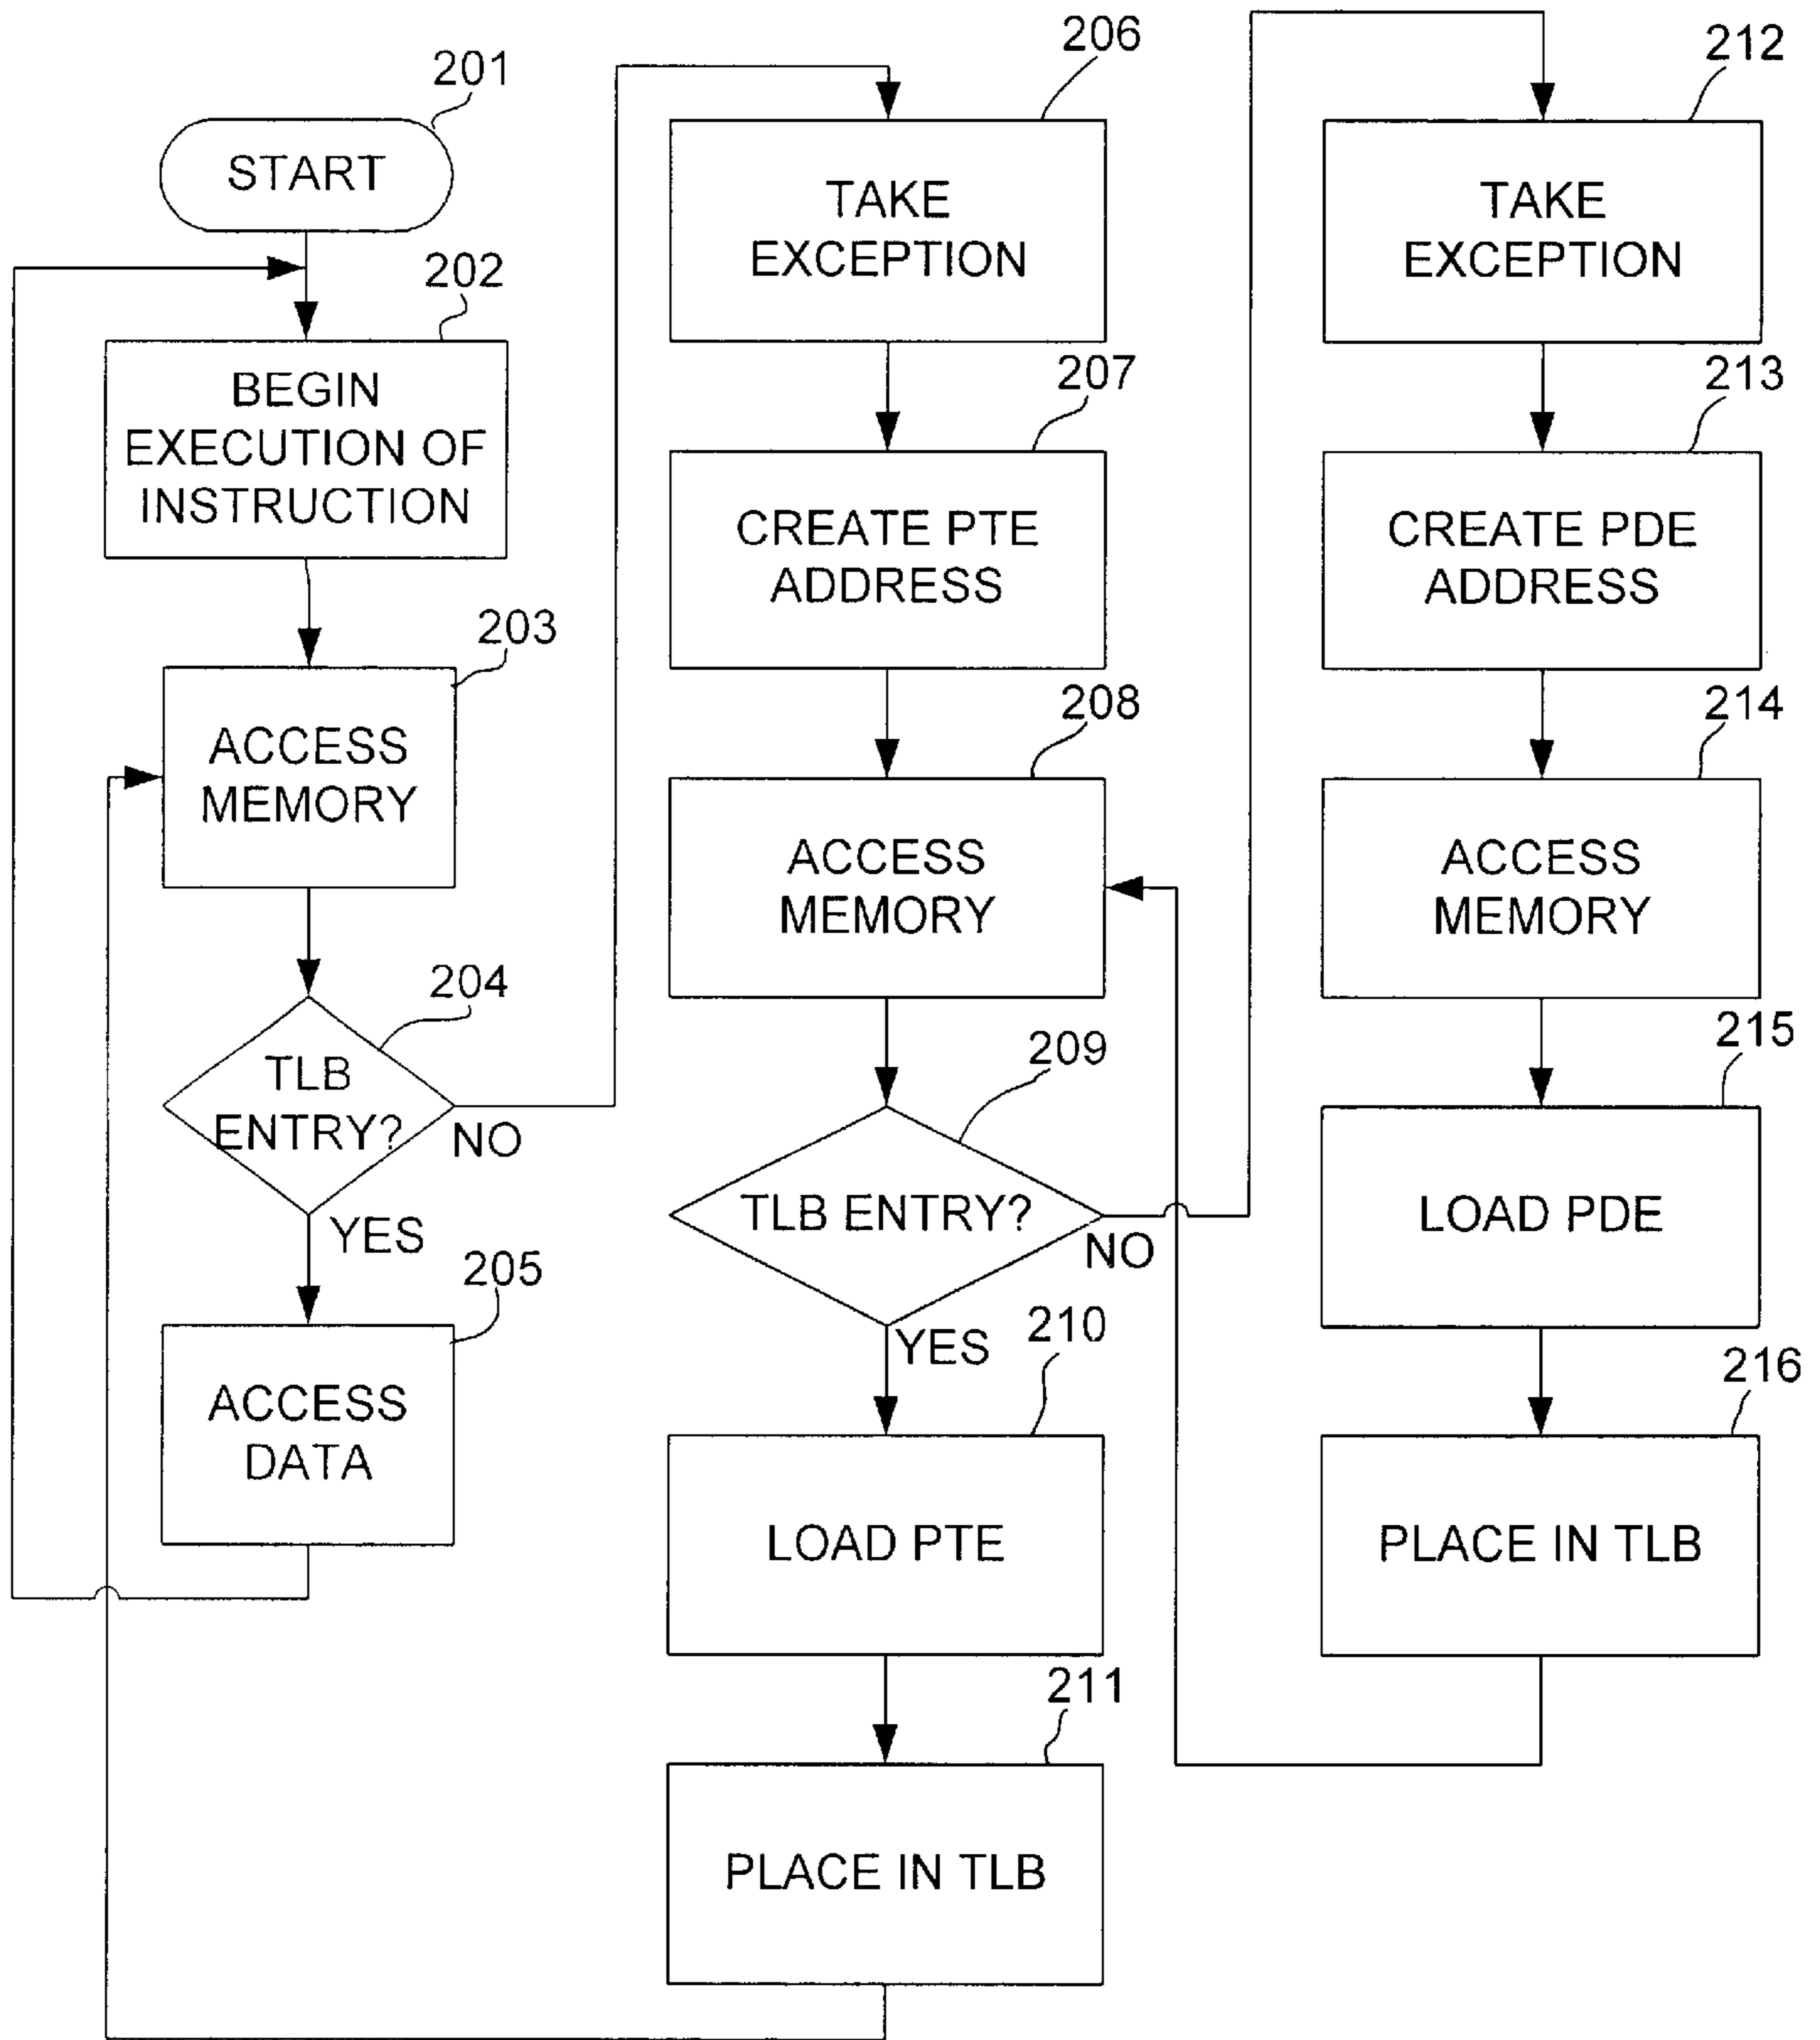 201
START
202
BEGIN
EXECUTION OF
INSTRUCTION
203
ACCESS
MEMORY
204
TLB
ENTRY?
NO
YES
205
ACCESS
DATA
206
TAKE
EXCEPTION
207
CREATE PTE
ADDRESS
208
ACCESS
MEMORY
209
TLB ENTRY?
NO
YES
210
LOAD PTE
211
PLACE IN TLB
212
TAKE
EXCEPTION
213
CREATE PDE
ADDRESS
214
ACCESS
MEMORY
215
LOAD PDE
216
PLACE IN TLB